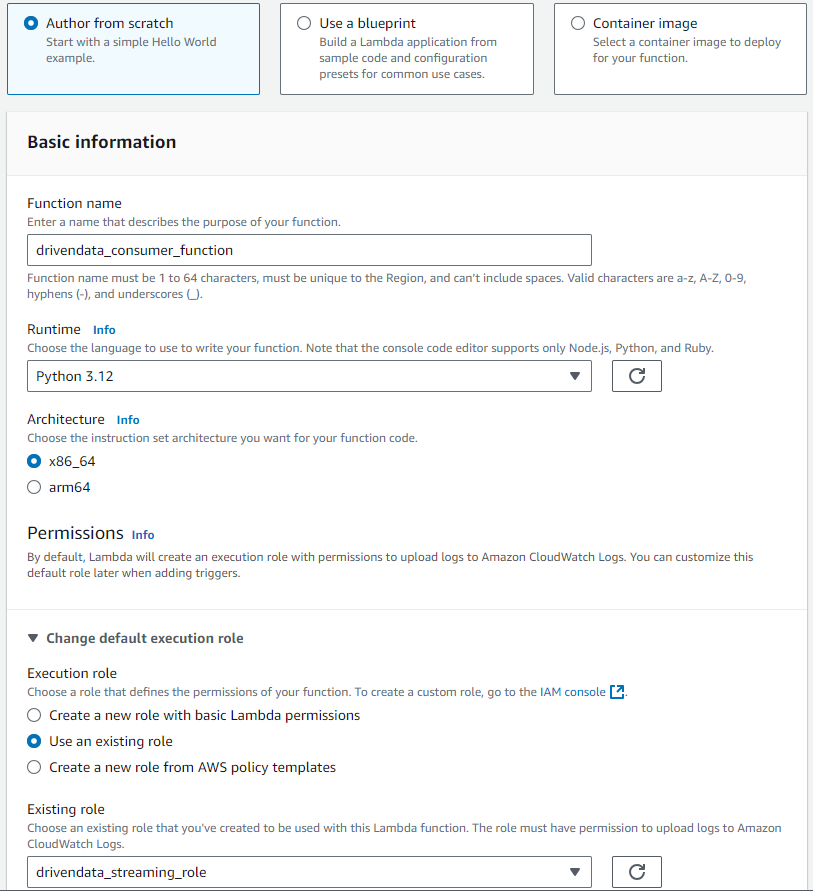 Author from scratch
Start with a simple Hello World
example.
Use a blueprint
Build a Lambda application from
sample code and configuration
presets for common use cases.
Container image
Select a container image to deploy
for your function.
Basic information
Function name
Enter a name that describes the purpose of your function.
drivendata_consumer_function
Function name must be 1 to 64 characters, must be unique to the Region, and can't include spaces. Valid characters are a-z, A-Z, 0-9,
hyphens (-), and underscores (_).
Runtime Info
Choose the language to use to write your function. Note that the console code editor supports only Node.js, Python, and Ruby.
Python 3.12
Architecture Info
Choose the instruction set architecture you want for your function code.
x86_64
arm64
Permissions Info
By default, Lambda will create an execution role with permissions to upload logs to Amazon CloudWatch Logs. You can customize this
default role later when adding triggers.
Change default execution role
Execution role
Choose a role that defines the permissions of your function. To create a custom role, go to the IAM console.
Create a new role with basic Lambda permissions
Use an existing role
Create a new role from AWS policy templates
Existing role
Choose an existing role that you've created to be used with this Lambda function. The role must have permission to upload logs to Amazon
CloudWatch Logs.
drivendata_streaming_role